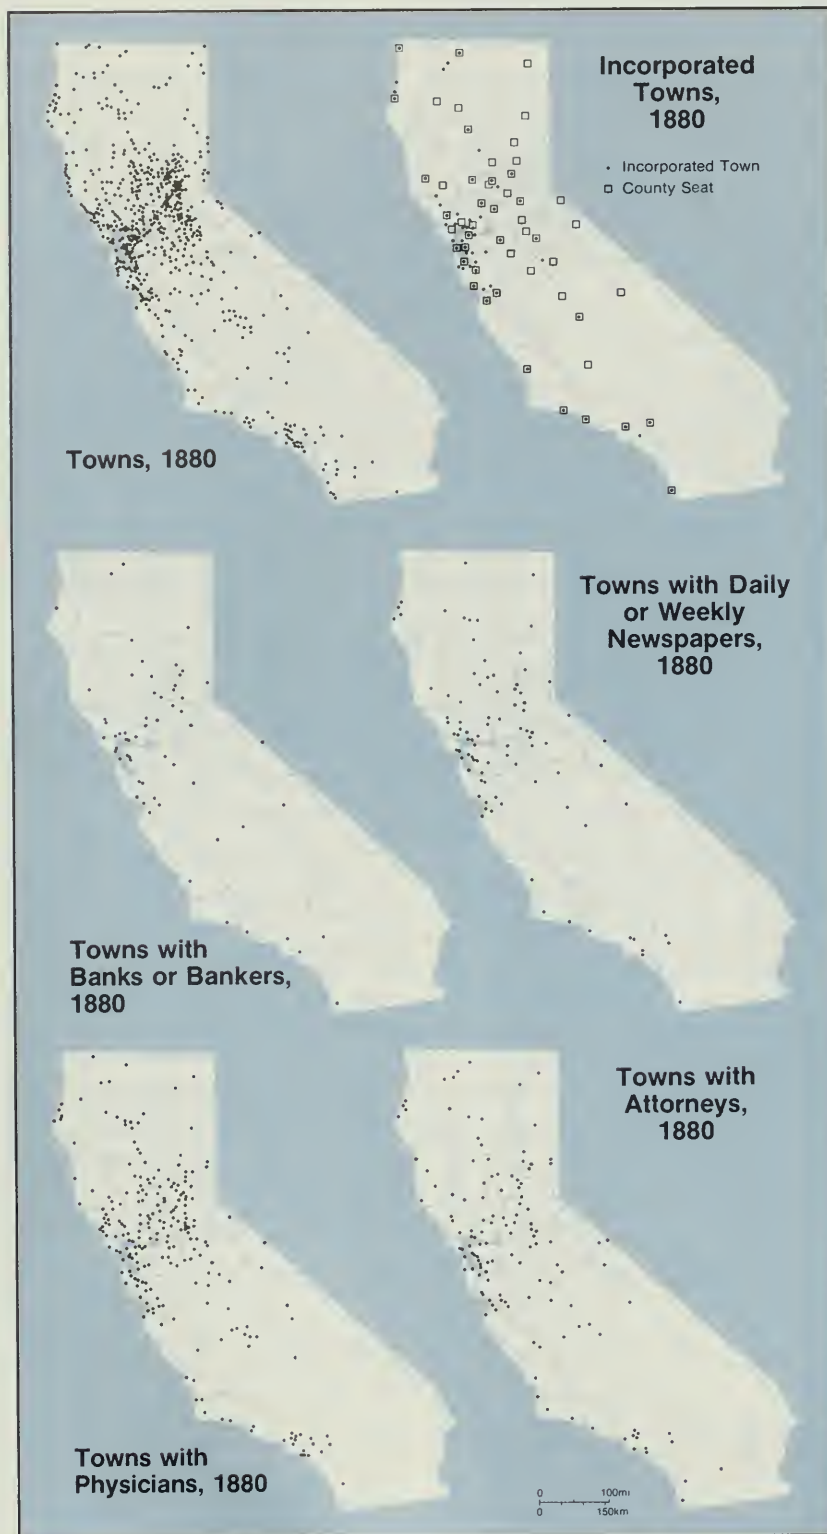 Incorporated
Towns,
1880
• Incorporated Town
□ County Seat
Towns, 1880
Towns with Daily
or Weekly
Newspapers,
1880
Towns with
Banks or Bankers,
1880
Towns with
Attorneys,
1880
Towns with
Physicians, 1880
0 100mi
0 150km